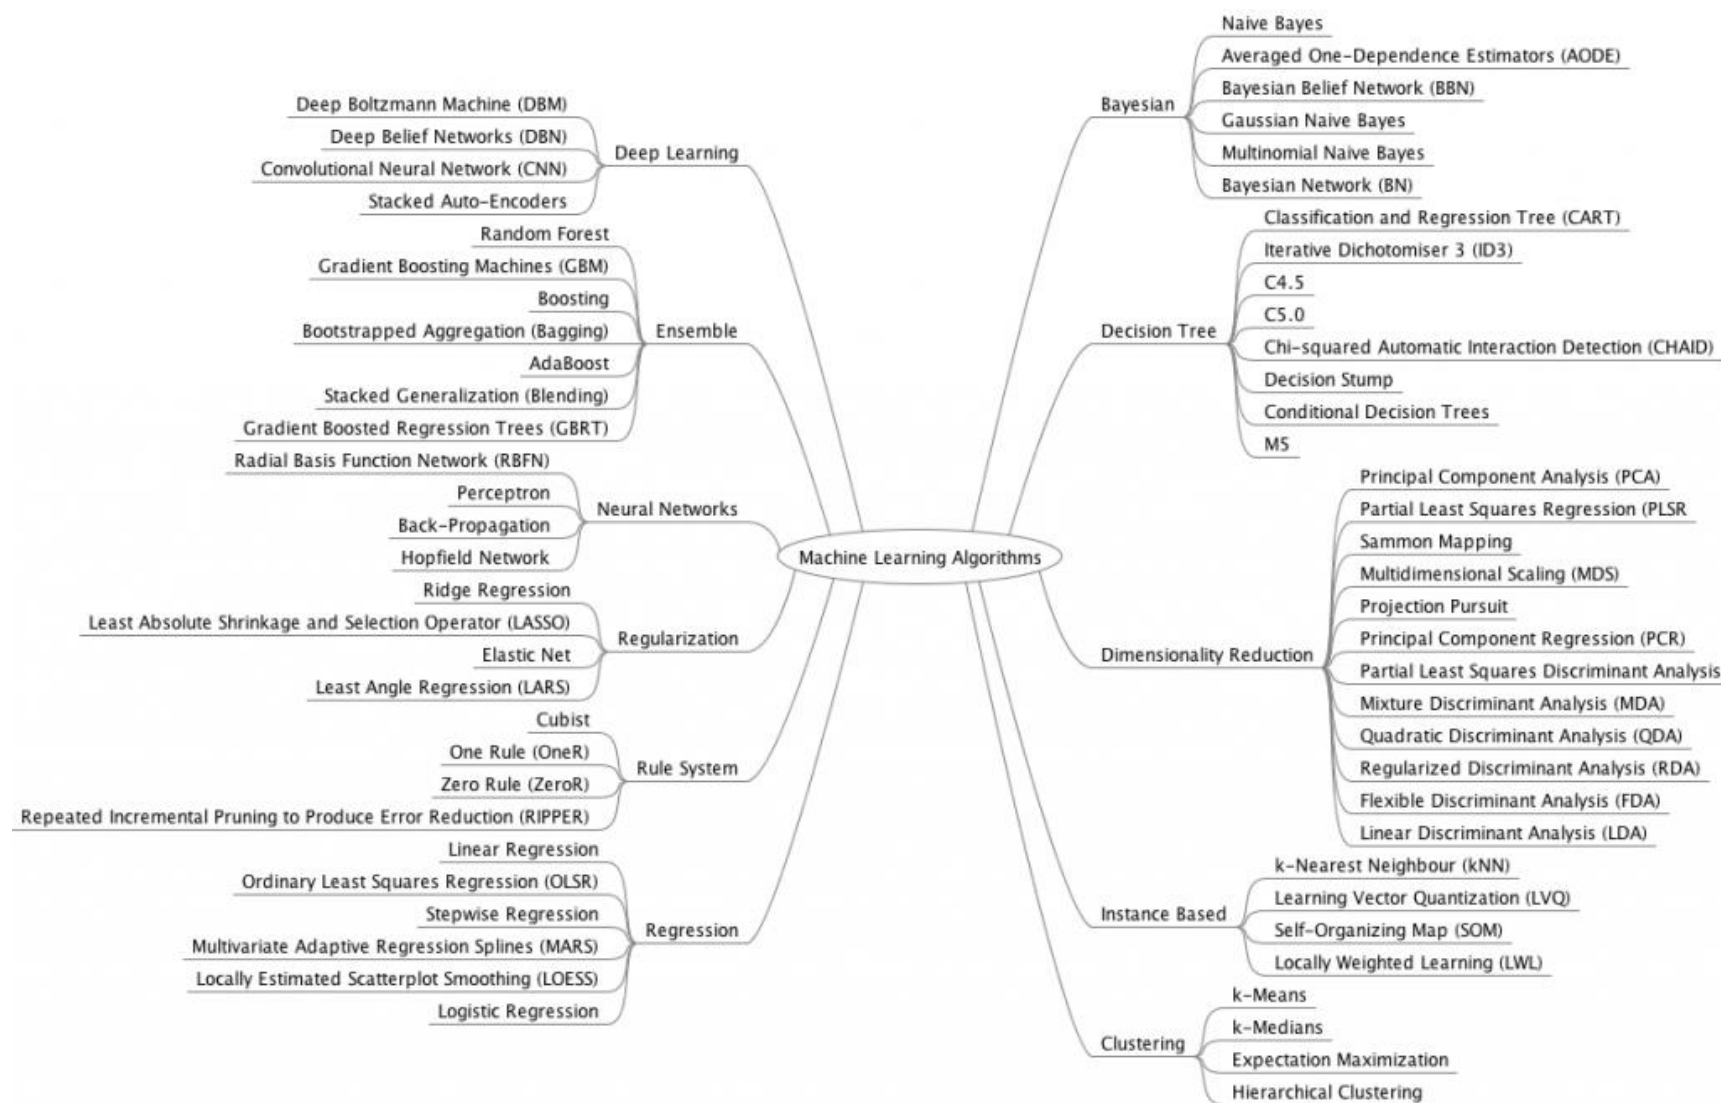 Machine Learning Algorithms
Deep Learning
Deep Boltzmann Machine (DBM)
Deep Belief Networks (DBN)
Convolutional Neural Network (CNN)
Stacked Auto-Encoders
Ensemble
Random Forest
Gradient Boosting Machines (GBM)
Boosting
Bootstrapped Aggregation (Bagging)
AdaBoost
Stacked Generalization (Blending)
Gradient Boosted Regression Trees (GBRT)
Neural Networks
Radial Basis Function Network (RBFN)
Perceptron
Back-Propagation
Hopfield Network
Regularization
Ridge Regression
Least Absolute Shrinkage and Selection Operator (LASSO)
Elastic Net
Least Angle Regression (LARS)
Rule System
Cubist
One Rule (OneR)
Zero Rule (ZeroR)
Repeated Incremental Pruning to Produce Error Reduction (RIPPER)
Regression
Linear Regression
Ordinary Least Squares Regression (OLSR)
Stepwise Regression
Multivariate Adaptive Regression Splines (MARS)
Locally Estimated Scatterplot Smoothing (LOESS)
Logistic Regression
Bayesian
Naive Bayes
Averaged One-Dependence Estimators (AODE)
Bayesian Belief Network (BBN)
Gaussian Naive Bayes
Multinomial Naive Bayes
Bayesian Network (BN)
Decision Tree
Classification and Regression Tree (CART)
Iterative Dichotomiser 3 (ID3)
C4.5
C5.0
Chi-squared Automatic Interaction Detection (CHAID)
Decision Stump
Conditional Decision Trees
M5
Dimensionality Reduction
Principal Component Analysis (PCA)
Partial Least Squares Regression (PLSR
Sammon Mapping
Multidimensional Scaling (MDS)
Projection Pursuit
Principal Component Regression (PCR)
Partial Least Squares Discriminant Analysis
Mixture Discriminant Analysis (MDA)
Quadratic Discriminant Analysis (QDA)
Regularized Discriminant Analysis (RDA)
Flexible Discriminant Analysis (FDA)
Linear Discriminant Analysis (LDA)
Instance Based
k-Nearest Neighbour (kNN)
Learning Vector Quantization (LVQ)
Self-Organizing Map (SOM)
Locally Weighted Learning (LWL)
Clustering
k-Means
k-Medians
Expectation Maximization
Hierarchical Clustering